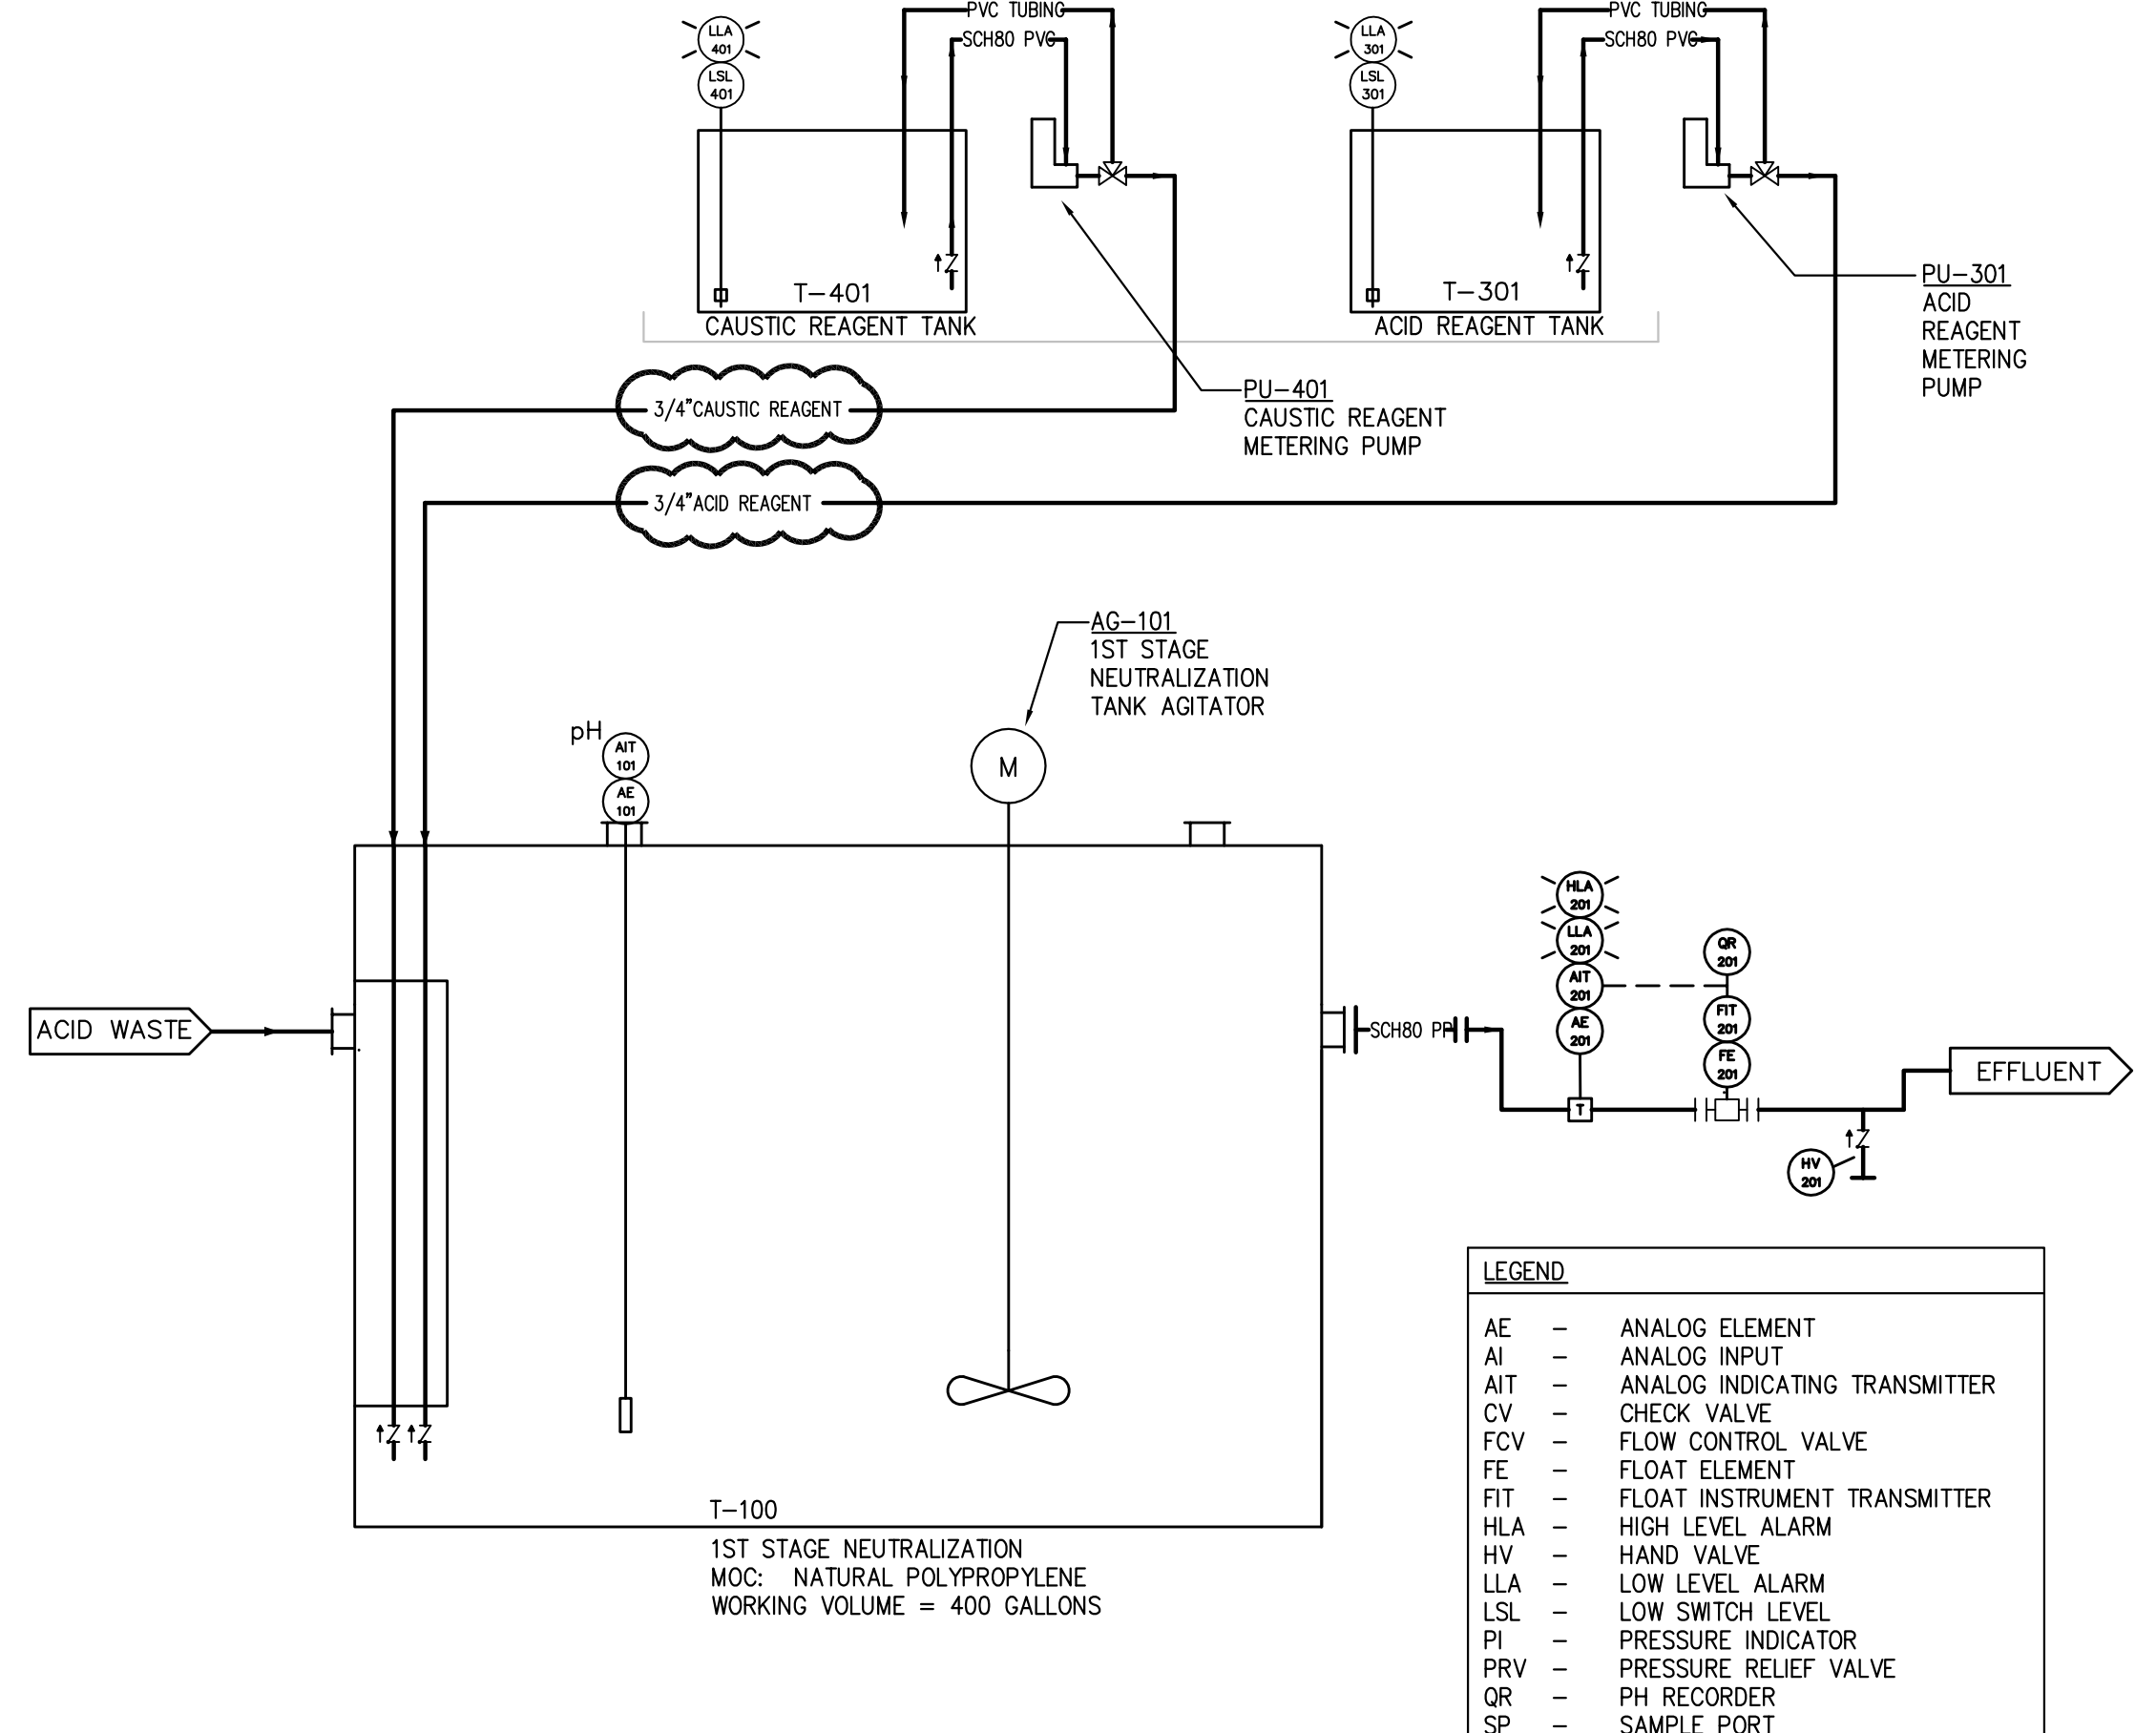 PVC TUBING
SCH80 PVC
LLA
401
LSL
401
T-401
CAUSTIC REAGENT TANK
PVC TUBING
SCH80 PVC
LLA
301
LSL
301
T-301
ACID REAGENT TANK
PU-301
ACID
REAGENT
METERING
PUMP
PU-401
CAUSTIC REAGENT
METERING PUMP
3/4"CAUSTIC REAGENT
3/4"ACID REAGENT
AG-101
1ST STAGE
NEUTRALIZATION
TANK AGITATOR
pH
AIT
101
AE
101
M
ACID WASTE
SCH80 PP
HLA
201
LLA
201
AIT
201
AE
201
T
QR
201
FIT
201
FE
201
HV
201
EFFLUENT
T-100
1ST STAGE NEUTRALIZATION
MOC: NATURAL POLYPROPYLENE
WORKING VOLUME = 400 GALLONS
LEGEND
AE - ANALOG ELEMENT
AI - ANALOG INPUT
AIT - ANALOG INDICATING TRANSMITTER
CV - CHECK VALVE
FCV - FLOW CONTROL VALVE
FE - FLOAT ELEMENT
FIT - FLOAT INSTRUMENT TRANSMITTER
HLA - HIGH LEVEL ALARM
HV - HAND VALVE
LLA - LOW LEVEL ALARM
LSL - LOW SWITCH LEVEL
PI - PRESSURE INDICATOR
PRV - PRESSURE RELIEF VALVE
QR - PH RECORDER
SP - SAMPLE PORT